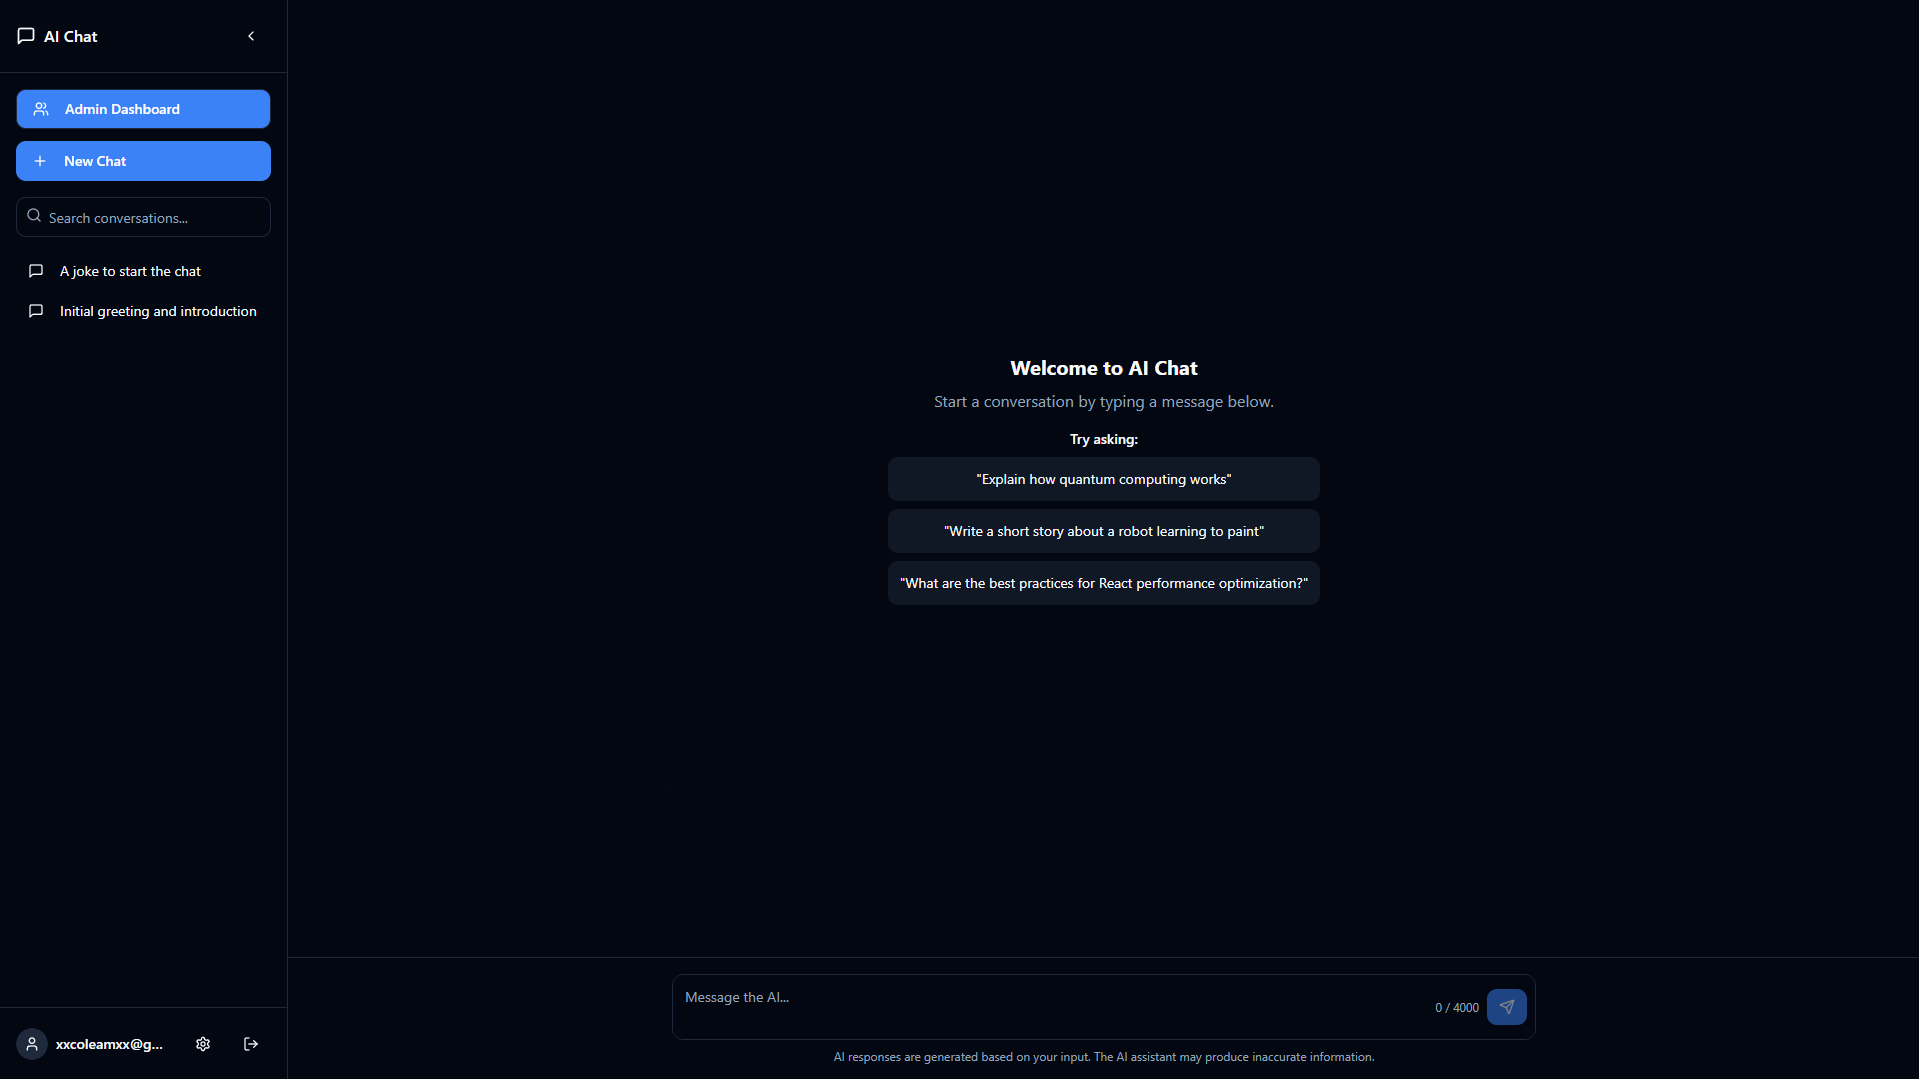 AI Chat
Admin Dashboard
New Chat
Search conversations...
A joke to start the chat
Initial greeting and introduction
xxcoleamxx@g...
Welcome to AI Chat
Start a conversation by typing a message below.
Try asking:
"Explain how quantum computing works"
"Write a short story about a robot learning to paint"
"What are the best practices for React performance optimization?"
Message the AI...
0 / 4000
AI responses are generated based on your input. The AI assistant may produce inaccurate information.